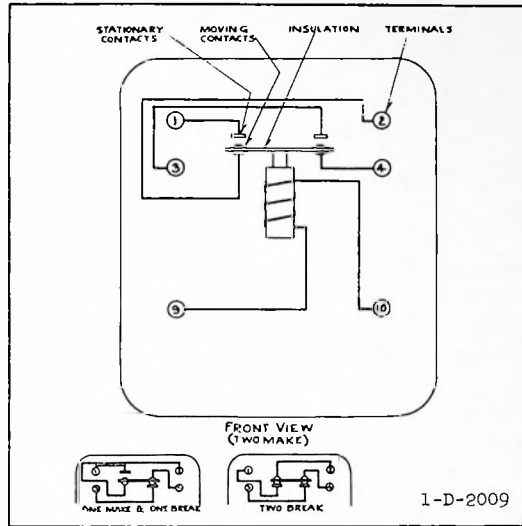 STATIONARY CONTACTS
MOVING CONTACTS
INSULATION
TERMINALS
1
2
3
4
9
10
FRONT VIEW
(TWO MAKE)
ONE MAKE & ONE BREAK
TWO BREAK
1-D-2009